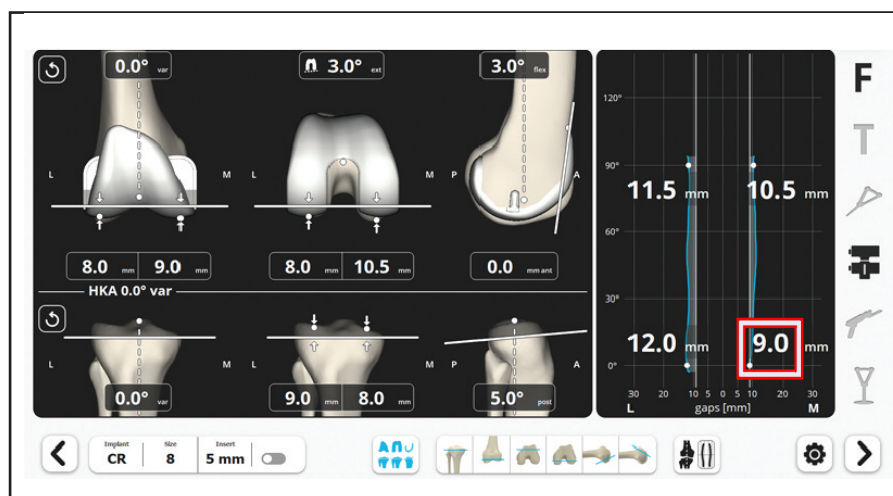 0.0° var
3.0° ext
3.0° flex
F
120°
T
L M L M P A
90°
11.5 mm 10.5 mm
60°
8.0 mm 9.0 mm
8.0 mm 10.5 mm
0.0 mm ant
HKA 0.0° var
30°
12.0 mm 9.0 mm
L M L M P A
0°
0.0° var
9.0 mm 8.0 mm
5.0° post
30 20 10 5 0 5 10 20 30
L gaps [mm] M
Implant Size Insert
CR 8 5 mm